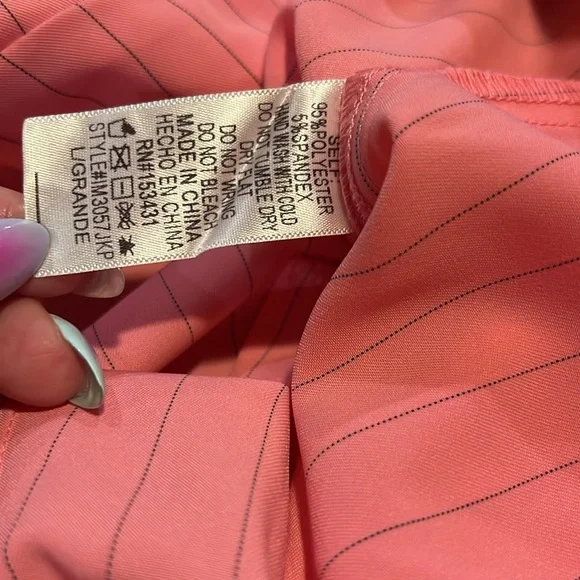 SELF
95%POLYESTER
5%SPANDEX
HAND WASH WITH COLD
DO NOT TUMBLE DRY
DRY FLAT
DO NOT WRING
DO NOT BLEACH
MADE IN CHINA
HECHO EN CHINA
RN#153431
STYLE#IM3057JKP
L/GRANDE